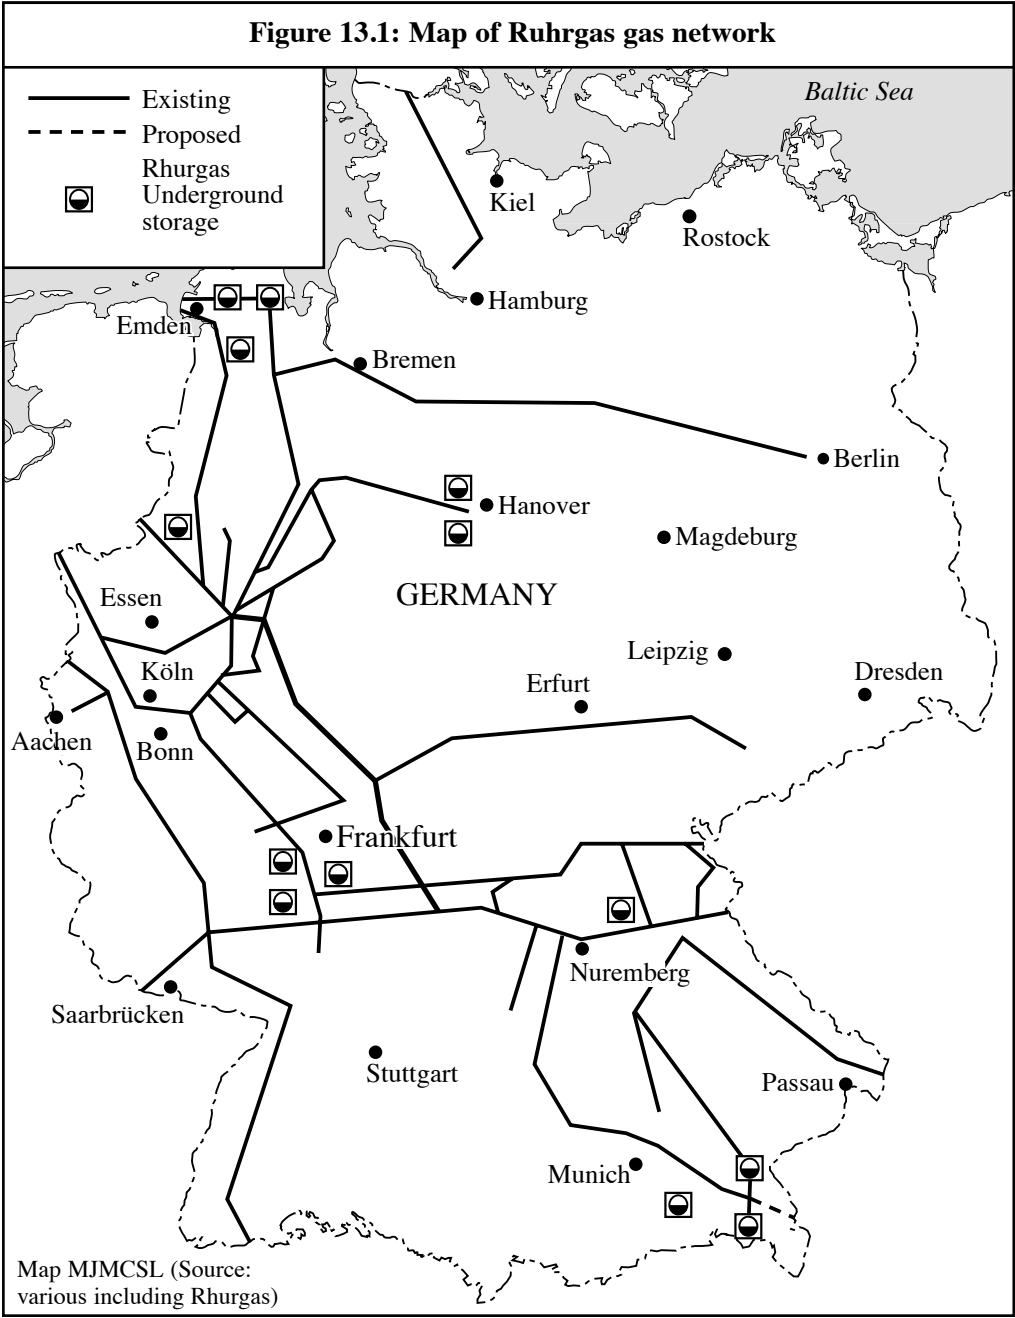 Figure 13.1: Map of Ruhrgas gas network
Existing
Proposed
Rhurgas
Underground
storage
Baltic Sea
Kiel
Rostock
Hamburg
Emden
Bremen
Berlin
Hanover
Magdeburg
GERMANY
Essen
Leipzig
Köln
Erfurt
Dresden
Aachen
Bonn
Frankfurt
Nuremberg
Saarbrücken
Stuttgart
Passau
Munich
Map MJMCSL (Source:
various including Rhurgas)